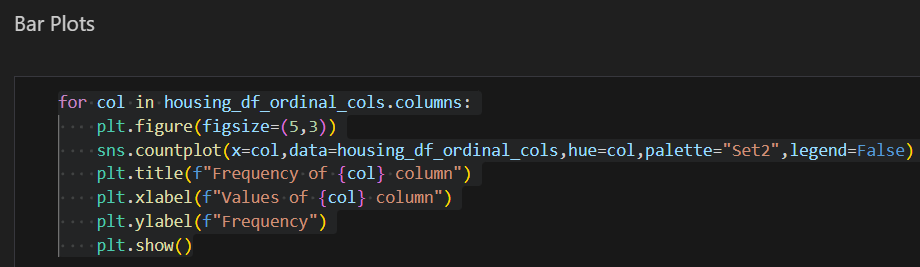 Bar Plots
for col in housing_df_ordinal_cols.columns:
    plt.figure(figsize=(5,3))
    sns.countplot(x=col,data=housing_df_ordinal_cols,hue=col,palette="Set2",legend=False)
    plt.title(f"Frequency of {col} column")
    plt.xlabel(f"Values of {col} column")
    plt.ylabel(f"Frequency")
    plt.show()